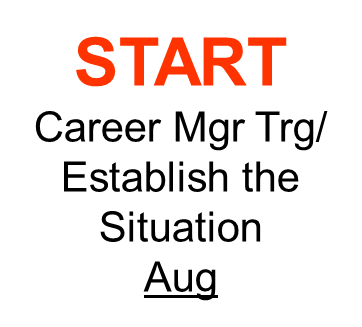 START
Career Mgr Trg/
Establish the
Situation
Aug